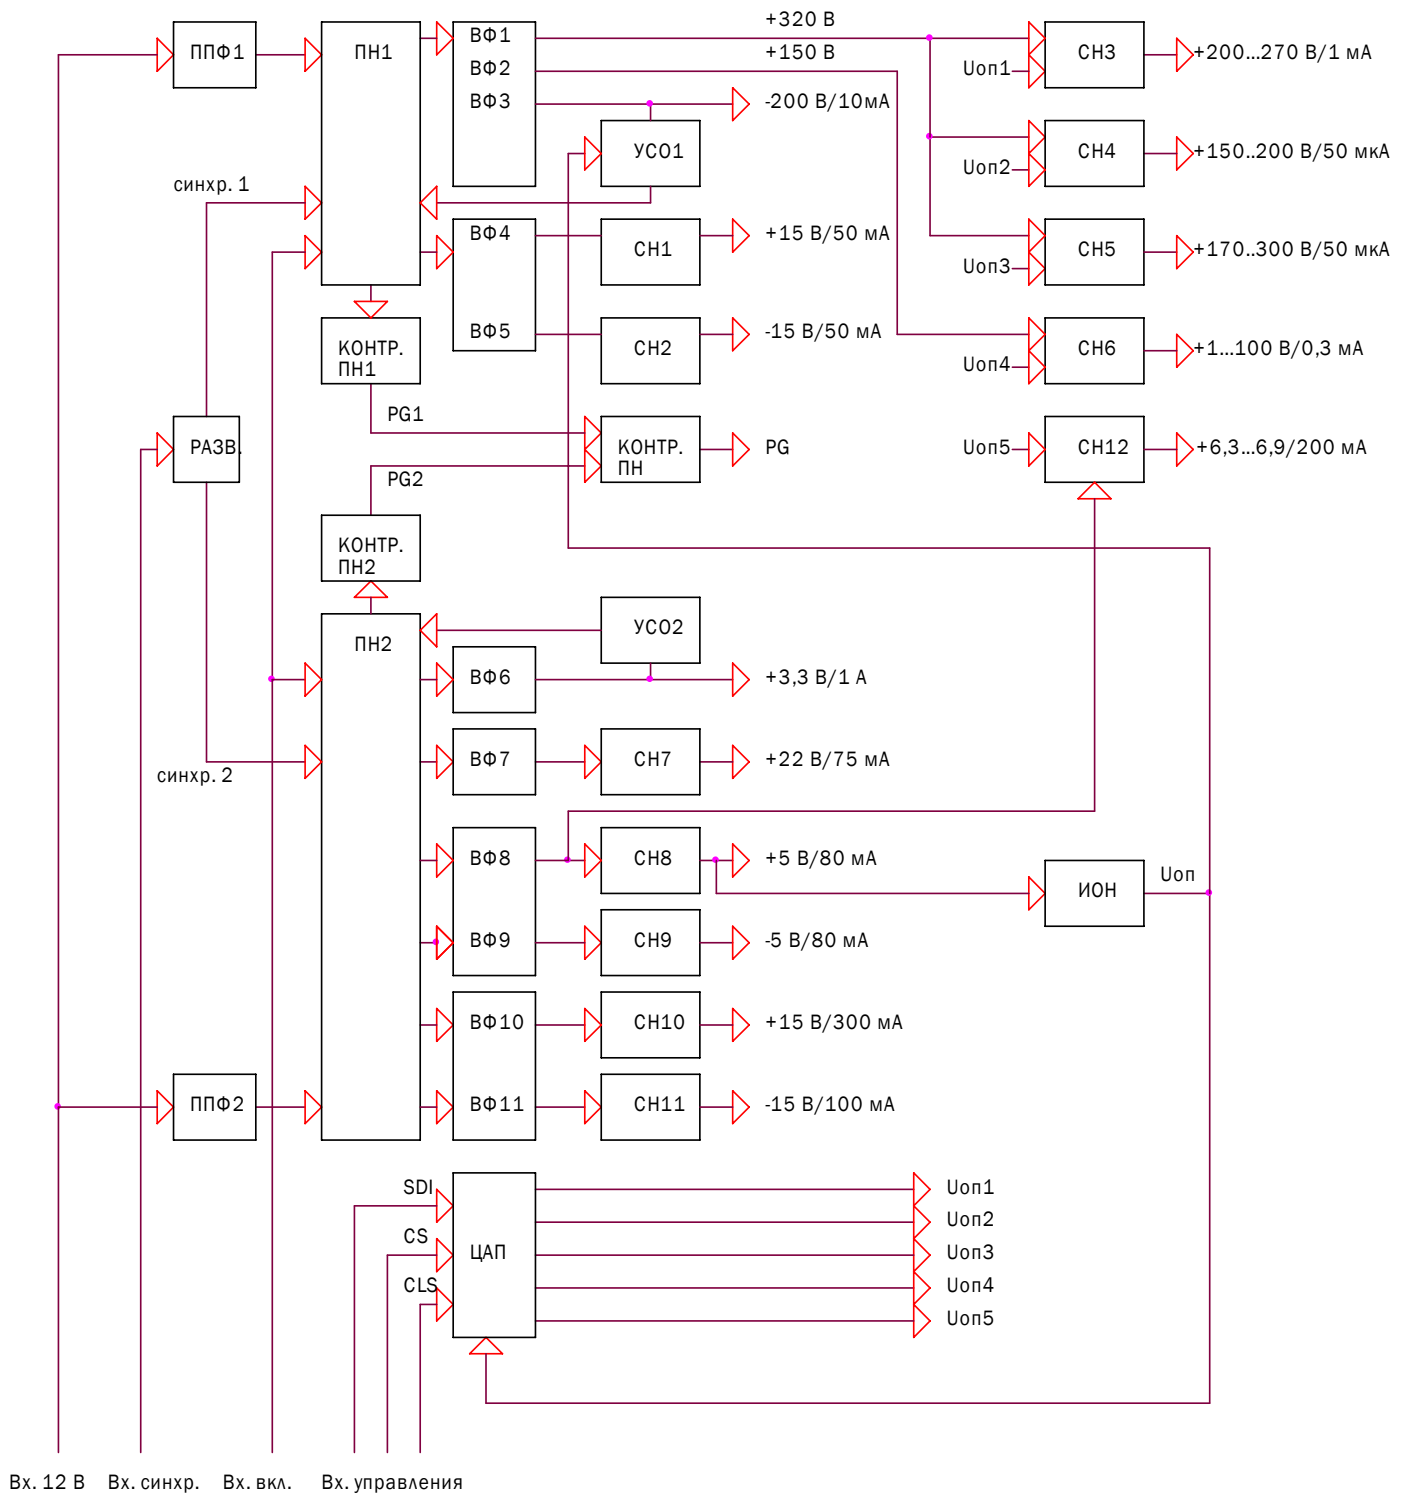 +320 В
ППФ1
ПН1
ВФ1
+150 В
СН3
+200...270 В/1 мА
ВФ2
Uоп1
ВФ3
-200 В/10мА
УСО1
СН4
+150..200 В/50 мкА
Uоп2
синхр. 1
ВФ4
СН1
+15 В/50 мА
СН5
+170..300 В/50 мкА
Uоп3
ВФ5
СН2
-15 В/50 мА
КОНТР.
ПН1
СН6
+1...100 В/0,3 мА
Uоп4
PG1
РАЗВ.
КОНТР.
ПН
PG
Uоп5
СН12
+6,3...6,9/200 мА
PG2
КОНТР.
ПН2
ПН2
УСО2
ВФ6
+3,3 В/1 А
ВФ7
СН7
+22 В/75 мА
синхр. 2
ВФ8
СН8
+5 В/80 мА
Uоп
ИОН
ВФ9
СН9
-5 В/80 мА
ВФ10
СН10
+15 В/300 мА
ППФ2
ВФ11
СН11
-15 В/100 мА
SDI
Uоп1
Uоп2
CS
ЦАП
Uоп3
CLS
Uоп4
Uоп5
Вх. 12 В
Вх. синхр.
Вх. вкл.
Вх. управления